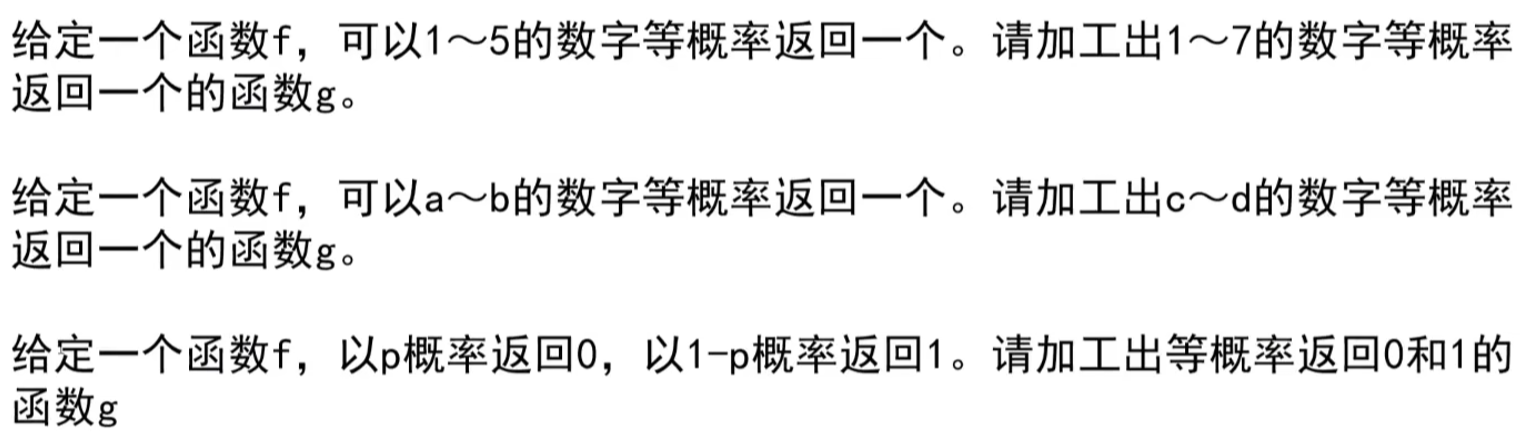 给定一个函数f，可以1～5的数字等概率返回一个。请加工出1～7的数字等概率
返回一个的函数g。
给定一个函数f，可以a～b的数字等概率返回一个。请加工出c～d的数字等概率
返回一个的函数g。
给定一个函数f，以p概率返回0，以1-p概率返回1。请加工出等概率返回0和1的
函数g